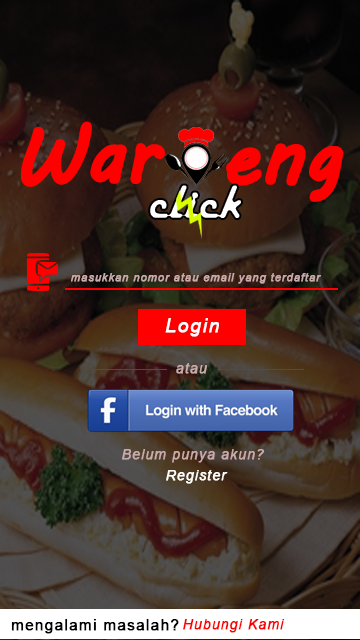 Warteng
click
masukkan nomor atau email yang terdaftar
Login
atau
f Login with Facebook
Belum punya akun?
Register
mengalami masalah? Hubungi Kami